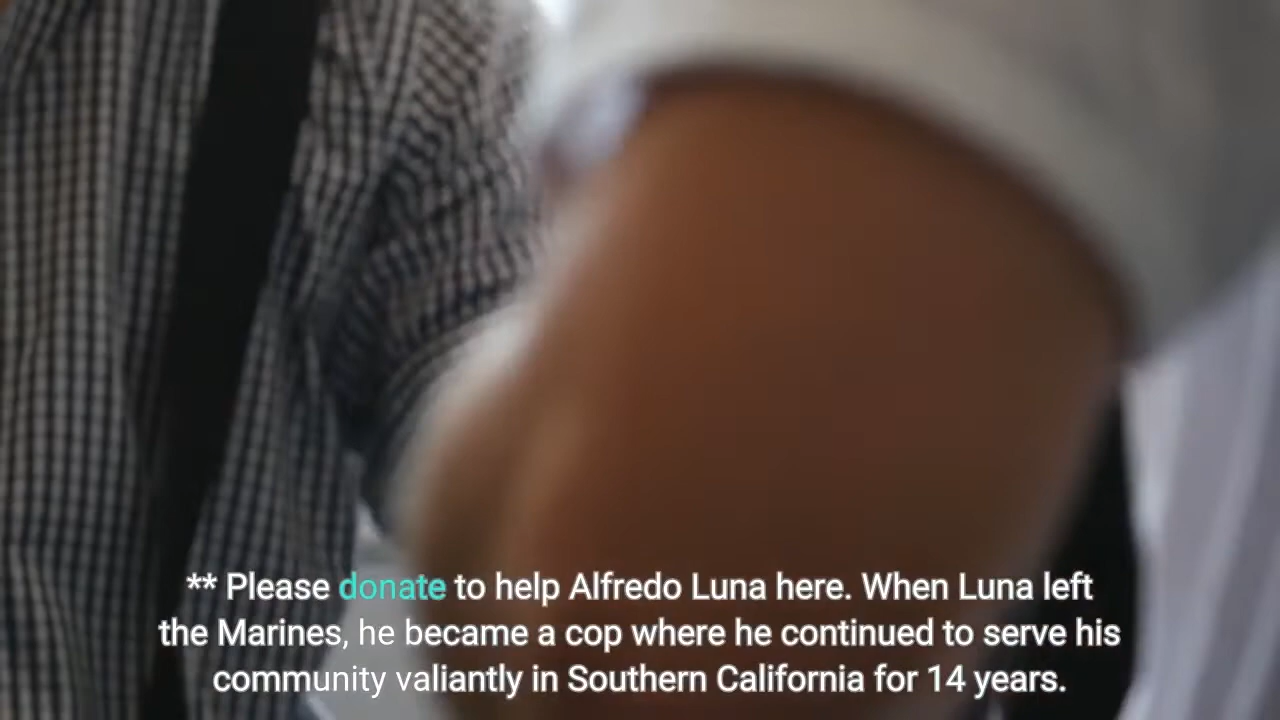 ** Please donate to help Alfredo Luna here. When Luna left
the Marines, he became a cop where he continued to serve his
community valiantly in Southern California for 14 years.